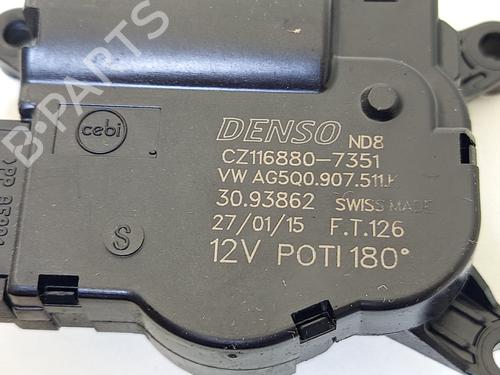 B-PARTS
cebi
DENSO ND8
CZ116880-7351
VW AG5Q0.907.511.K
30.93862 SWISS MADE
27/01/15 F.T.126
12V POTI 180°
S